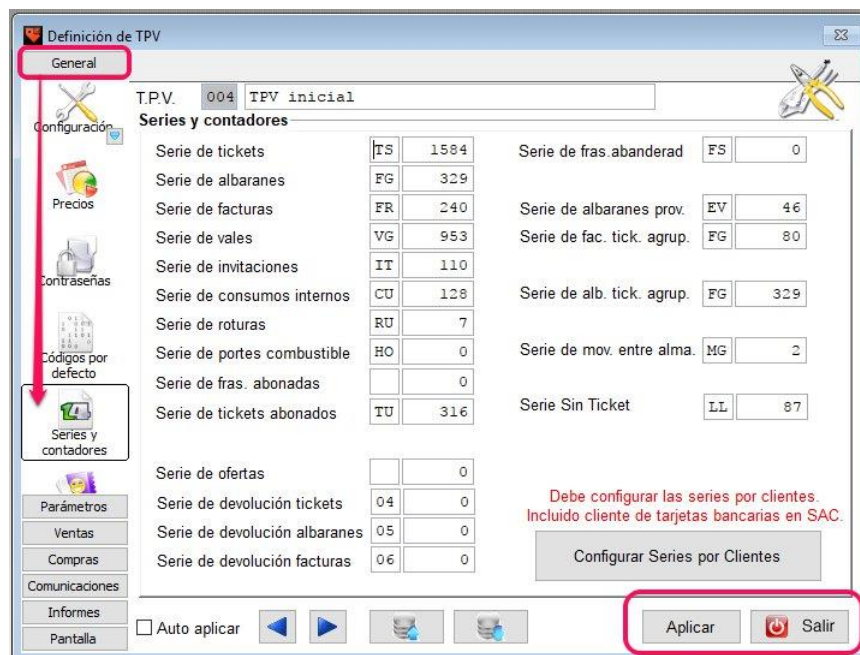 Definición de TPV
General
T.P.V. 004 TPV inicial
Series y contadores
Configuración
Precios
Contraseñas
Códigos por
defecto
Series y
contadores
Parámetros
Ventas
Compras
Comunicaciones
Informes
Pantalla
Serie de tickets TS 1584
Serie de albaranes FG 329
Serie de facturas FR 240
Serie de vales VG 953
Serie de invitaciones IT 110
Serie de consumos internos CU 128
Serie de roturas RU 7
Serie de portes combustible HO 0
Serie de fras. abonadas 0
Serie de tickets abonados TU 316
Serie de ofertas 0
Serie de devolución tickets 04 0
Serie de devolución albaranes 05 0
Serie de devolución facturas 06 0
Serie de fras.abanderad FS 0
Serie de albaranes prov. EV 46
Serie de fac. tick. agrup. FG 80
Serie de alb. tick. agrup. FG 329
Serie de mov. entre alma. MG 2
Serie Sin Ticket LL 87
Debe configurar las series por clientes.
Incluido cliente de tarjetas bancarias en SAC.
Configurar Series por Clientes
Auto aplicar
Aplicar
Salir